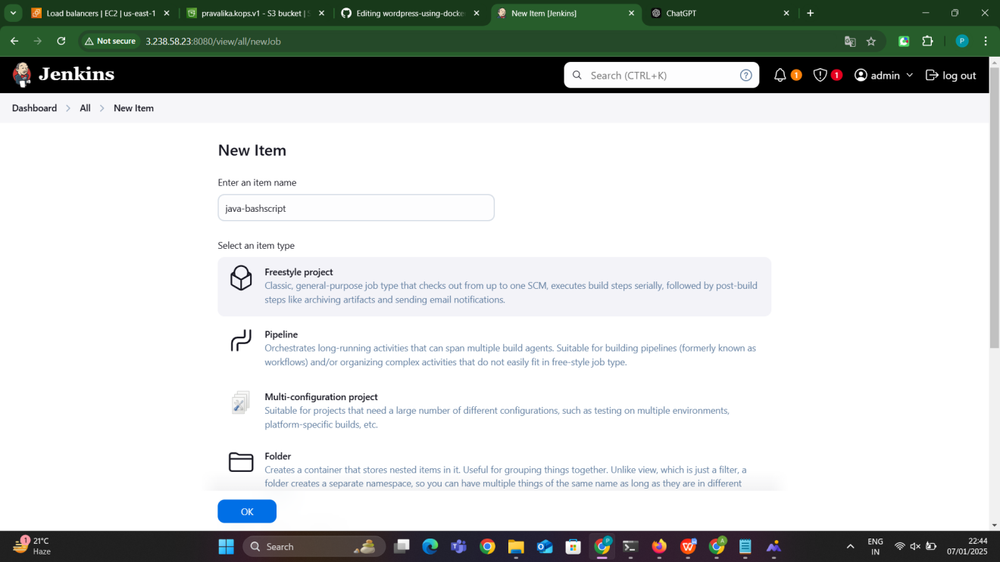 Load balancers | EC2 | us-east-1
pravalika.kops.v1 - S3 bucket |
Editing wordpress-using-docke
New Item [Jenkins]
ChatGPT
Not secure
3.238.58.23:8080/view/all/newJob
P
Jenkins
Search (CTRL+K)
?
1
1
admin
log out
Dashboard
All
New Item
New Item
Enter an item name
java-bashscript
Select an item type
Freestyle project
Classic, general-purpose job type that checks out from up to one SCM, executes build steps serially, followed by post-build
steps like archiving artifacts and sending email notifications.
Pipeline
Orchestrates long-running activities that can span multiple build agents. Suitable for building pipelines (formerly known as
workflows) and/or organizing complex activities that do not easily fit in free-style job type.
Multi-configuration project
Suitable for projects that need a large number of different configurations, such as testing on multiple environments,
platform-specific builds, etc.
Folder
Creates a container that stores nested items in it. Useful for grouping things together. Unlike view, which is just a filter, a
folder creates a separate namespace, so you can have multiple things of the same name as long as they are in different
OK
1
21°C
Haze
Search
ENG
IN
22:44
07/01/2025